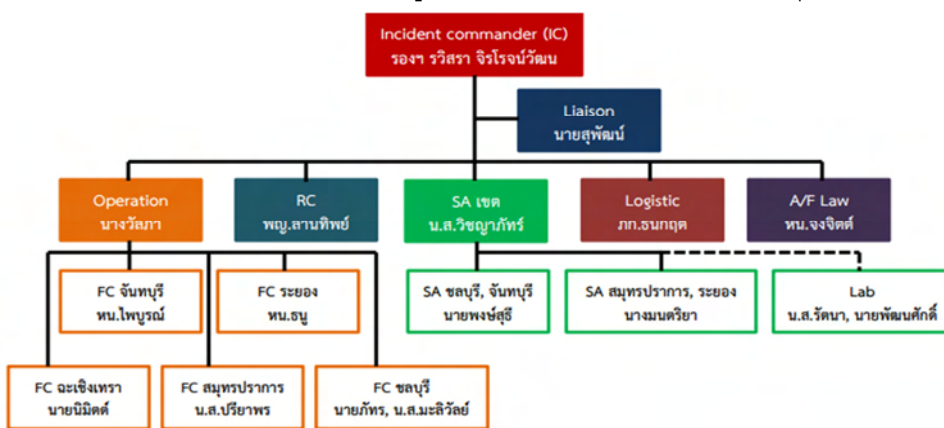 Incident commander (IC)
รองฯ รวิสรา จิรโรจน์วัฒน
Liaison
นายสุพัฒน์
Operation
นางวัลภา
RC
พญ.ลานทิพย์
SA เขต
น.ส.วิชญาภัทร์
Logistic
ภก.ธนกฤต
A/F Law
หน.จงจิตต์
FC จันทบุรี
หน.ไพบูรณ์
FC ระยอง
หน.ธนู
SA ชลบุรี, จันทบุรี
นายพงษ์สุธี
SA สมุทรปราการ, ระยอง
นางมนตริยา
Lab
น.ส.รัตนา, นายพัฒนศักดิ์
FC ฉะเชิงเทรา
นายนิมิตต์
FC สมุทรปราการ
น.ส.ปรียาพร
FC ชลบุรี
นายภัทร, น.ส.มะลิวัลย์